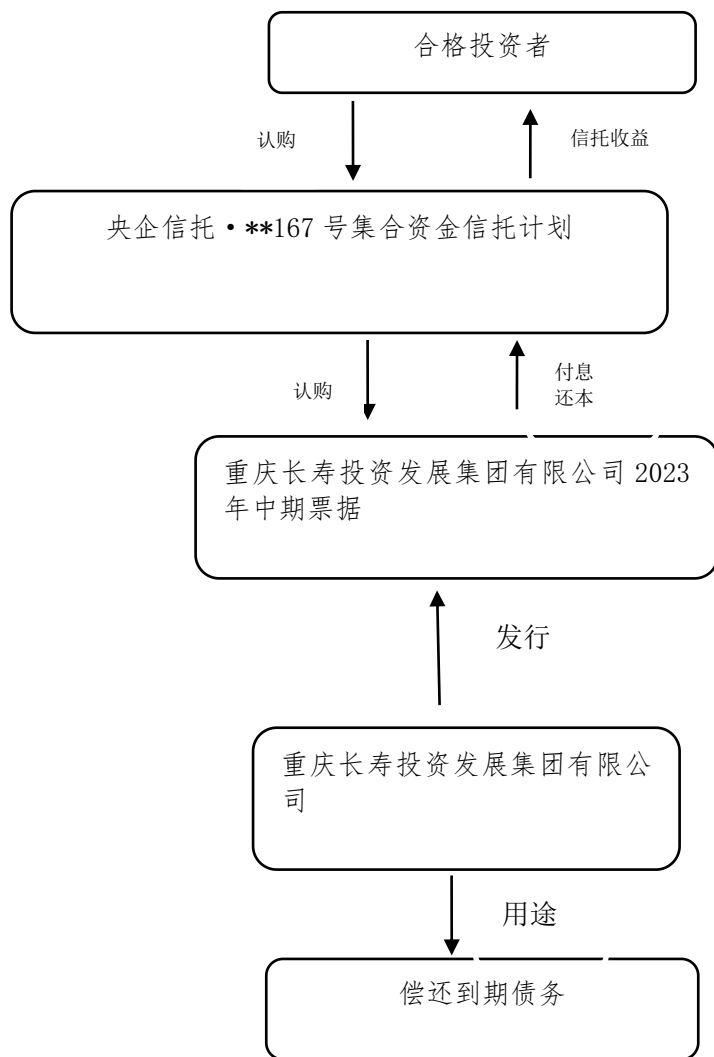 合格投资者
认购
信托收益
央企信托·**167 号集合资金信托计划
认购
付息
还本
重庆长寿投资发展集团有限公司 2023
年中期票据
发行
重庆长寿投资发展集团有限公
司
用途
偿还到期债务